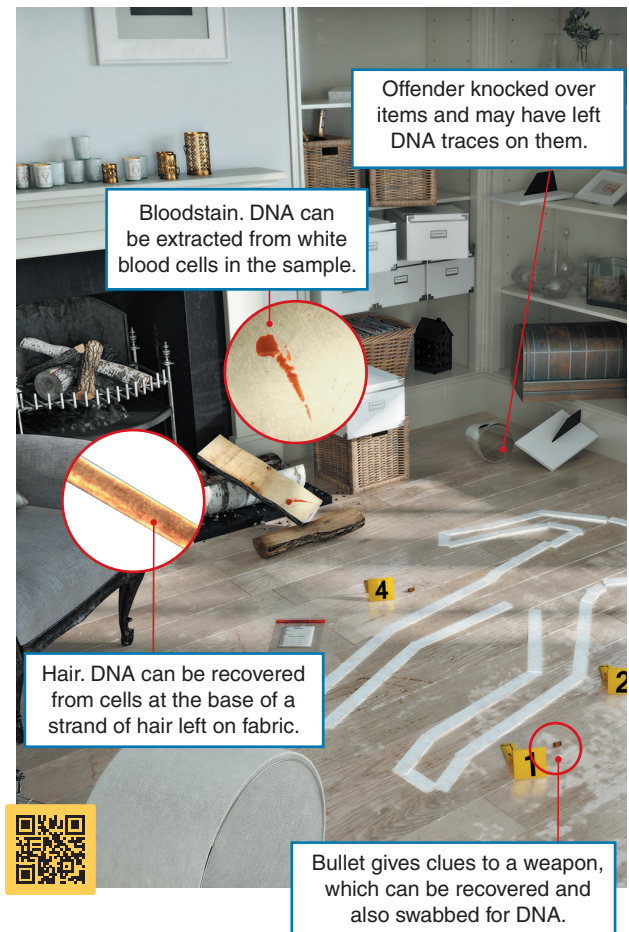 Offender knocked over
items and may have left
DNA traces on them.
Bloodstain. DNA can
be extracted from white
blood cells in the sample.
4
Hair. DNA can be recovered
from cells at the base of a
strand of hair left on fabric.
2
1
Bullet gives clues to a weapon,
which can be recovered and
also swabbed for DNA.